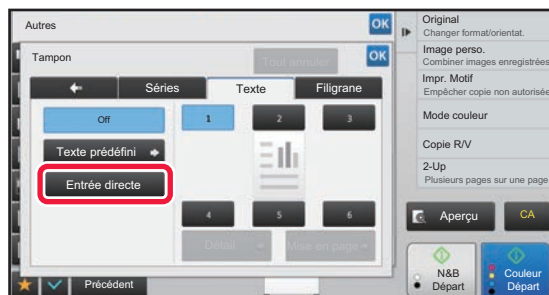 Autres
OK
Tampon
Tout annuler
OK
Séries
Texte
Filigrane
Off
1
2
3
Texte prédéfini
Entrée directe
4
5
6
Détail
Mise en page
Précédent
Original
Changer format/orientat.
Image perso.
Combiner images enregistrées
Impr. Motif
Empêcher copie non autorisée
Mode couleur
Copie R/V
2-Up
Plusieurs pages sur une page
Aperçu
CA
N&B
Départ
Couleur
Départ